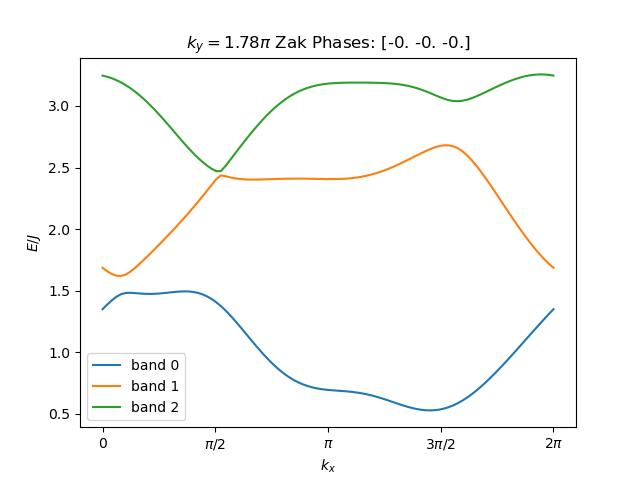 k_y = 1.78π Zak Phases: [-0. -0. -0.]
E/J
3.0
2.5
2.0
1.5
1.0
0.5
band 0
band 1
band 2
0 π/2 π 3π/2 2π
k_x